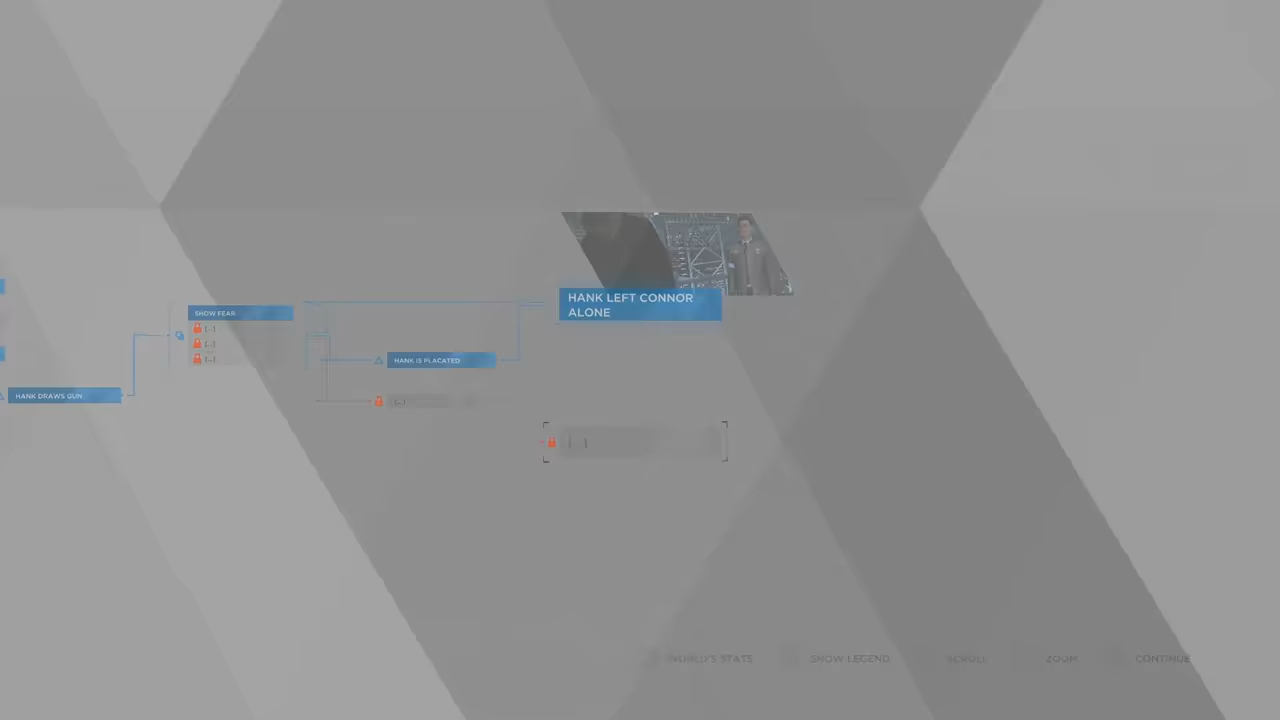 HANK LEFT CONNOR
ALONE
SHOW FEAR
[...]
[...]
[...]
HANK IS PLACATED
HANK DRAWS GUN
[...]
[...]
WORLD'S STATS
SHOW LEGEND
SCROLL
ZOOM
CONTINUE